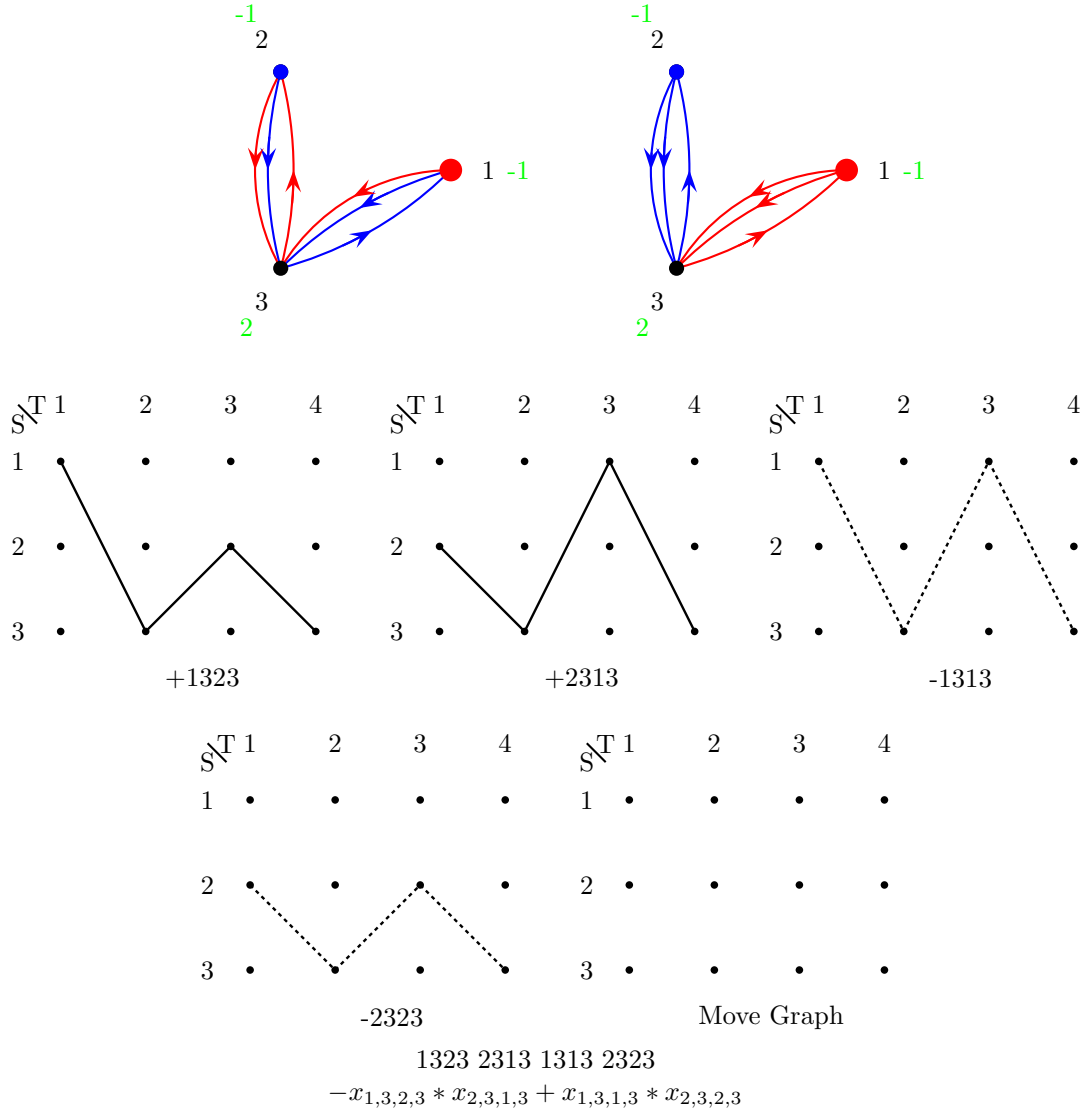 -1 -1
2 2
1 -1 1 -1
3 3
2 2
S\T 1 2 3 4 S\T 1 2 3 4 S\T 1 2 3 4
1 1 1
2 2 2
3 3 3
+1323 +2313 -1313
S\T 1 2 3 4 S\T 1 2 3 4
1 1
2 2
3 3
-2323 Move Graph
1323 2313 1313 2323
−x1,3,2,3 ∗ x2,3,1,3 + x1,3,1,3 ∗ x2,3,2,3